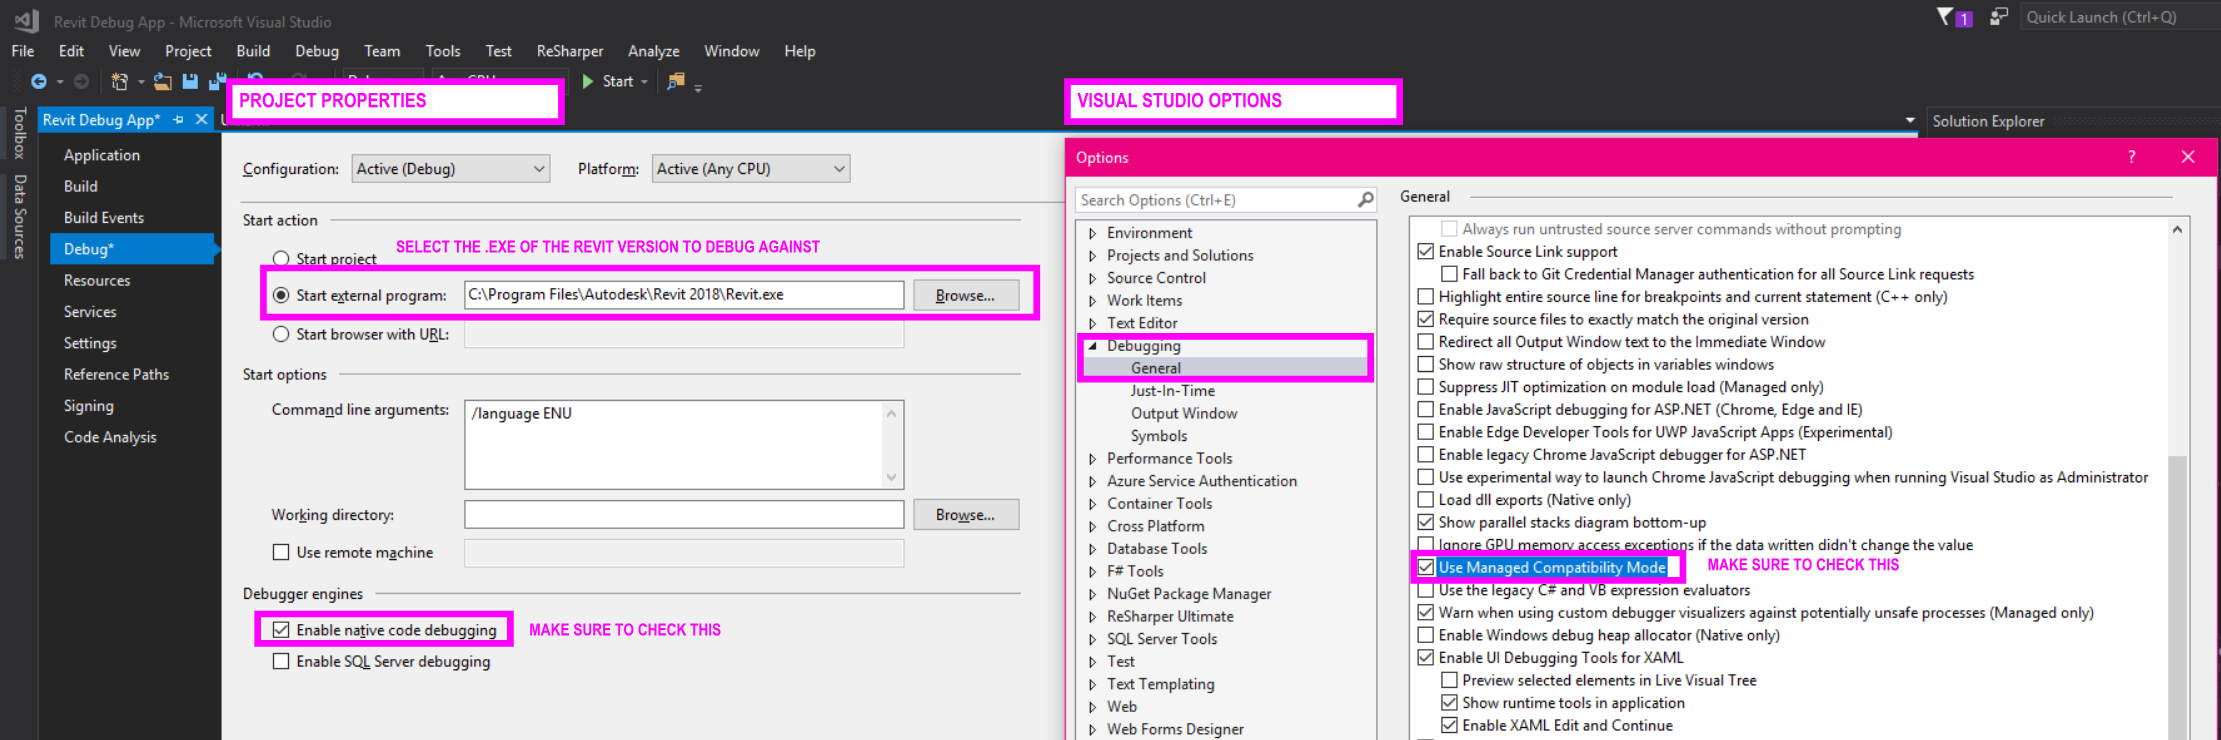 Revit Debug App - Microsoft Visual Studio
1
Quick Launch (Ctrl+Q)
File Edit View Project Build Debug Team Tools Test ReSharper Analyze Window Help
Start
PROJECT PROPERTIES
VISUAL STUDIO OPTIONS
Toolbox
Data Sources
Revit Debug App*
Solution Explorer
Application
Build
Build Events
Debug*
Resources
Services
Settings
Reference Paths
Signing
Code Analysis
Configuration: Active (Debug) Platform: Active (Any CPU)
Start action
SELECT THE .EXE OF THE REVIT VERSION TO DEBUG AGAINST
Start project
Start external program: C:\Program Files\Autodesk\Revit 2018\Revit.exe Browse...
Start browser with URL:
Start options
Command line arguments: /language ENU
Working directory: Browse...
Use remote machine
Debugger engines
Enable native code debugging MAKE SURE TO CHECK THIS
Enable SQL Server debugging
Options ?
Search Options (Ctrl+E)
Environment
Projects and Solutions
Source Control
Work Items
Text Editor
Debugging
General
Just-In-Time
Output Window
Symbols
Performance Tools
Azure Service Authentication
Container Tools
Cross Platform
Database Tools
F# Tools
NuGet Package Manager
ReSharper Ultimate
SQL Server Tools
Test
Text Templating
Web
Web Forms Designer
General
Always run untrusted source server commands without prompting
Enable Source Link support
Fall back to Git Credential Manager authentication for all Source Link requests
Highlight entire source line for breakpoints and current statement (C++ only)
Require source files to exactly match the original version
Redirect all Output Window text to the Immediate Window
Show raw structure of objects in variables windows
Suppress JIT optimization on module load (Managed only)
Enable JavaScript debugging for ASP.NET (Chrome, Edge and IE)
Enable Edge Developer Tools for UWP JavaScript Apps (Experimental)
Enable legacy Chrome JavaScript debugger for ASP.NET
Use experimental way to launch Chrome JavaScript debugging when running Visual Studio as Administrator
Load dll exports (Native only)
Show parallel stacks diagram bottom-up
Ignore GPU memory access exceptions if the data written didn't change the value
Use Managed Compatibility Mode MAKE SURE TO CHECK THIS
Use the legacy C# and VB expression evaluators
Warn when using custom debugger visualizers against potentially unsafe processes (Managed only)
Enable Windows debug heap allocator (Native only)
Enable UI Debugging Tools for XAML
Preview selected elements in Live Visual Tree
Show runtime tools in application
Enable XAML Edit and Continue